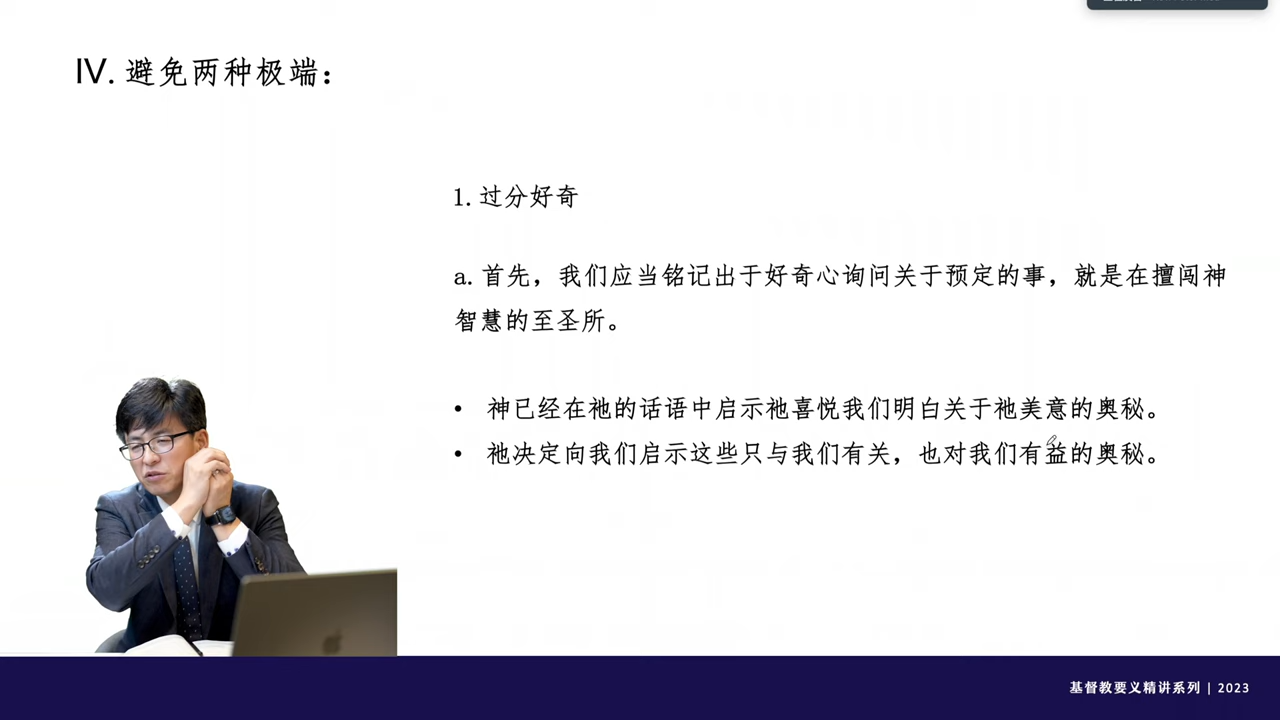 IV. 避免两种极端：
1. 过分好奇
a. 首先，我们应当铭记出于好奇心询问关于预定的事，就是在擅闯神
智慧的至圣所。
• 神已经在祂的话语中启示祂喜悦我们明白关于祂美意的奥秘。
• 祂决定向我们启示这些只与我们有关，也对我们有益的奥秘。
基督教要义精讲系列 | 2023